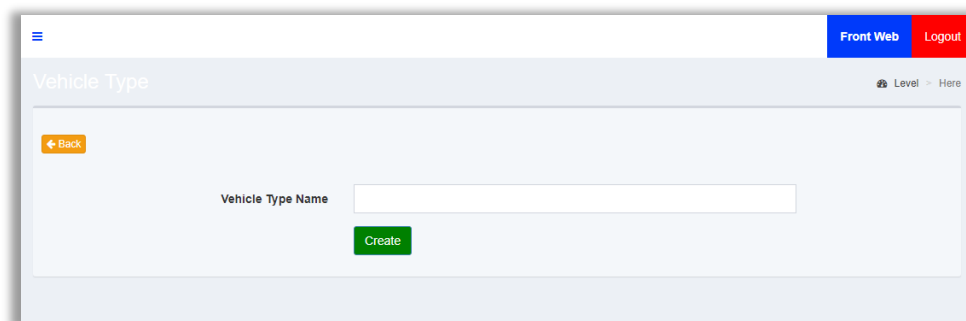 Front Web Logout
Vehicle Type
Level > Here
Back
Vehicle Type Name
Create